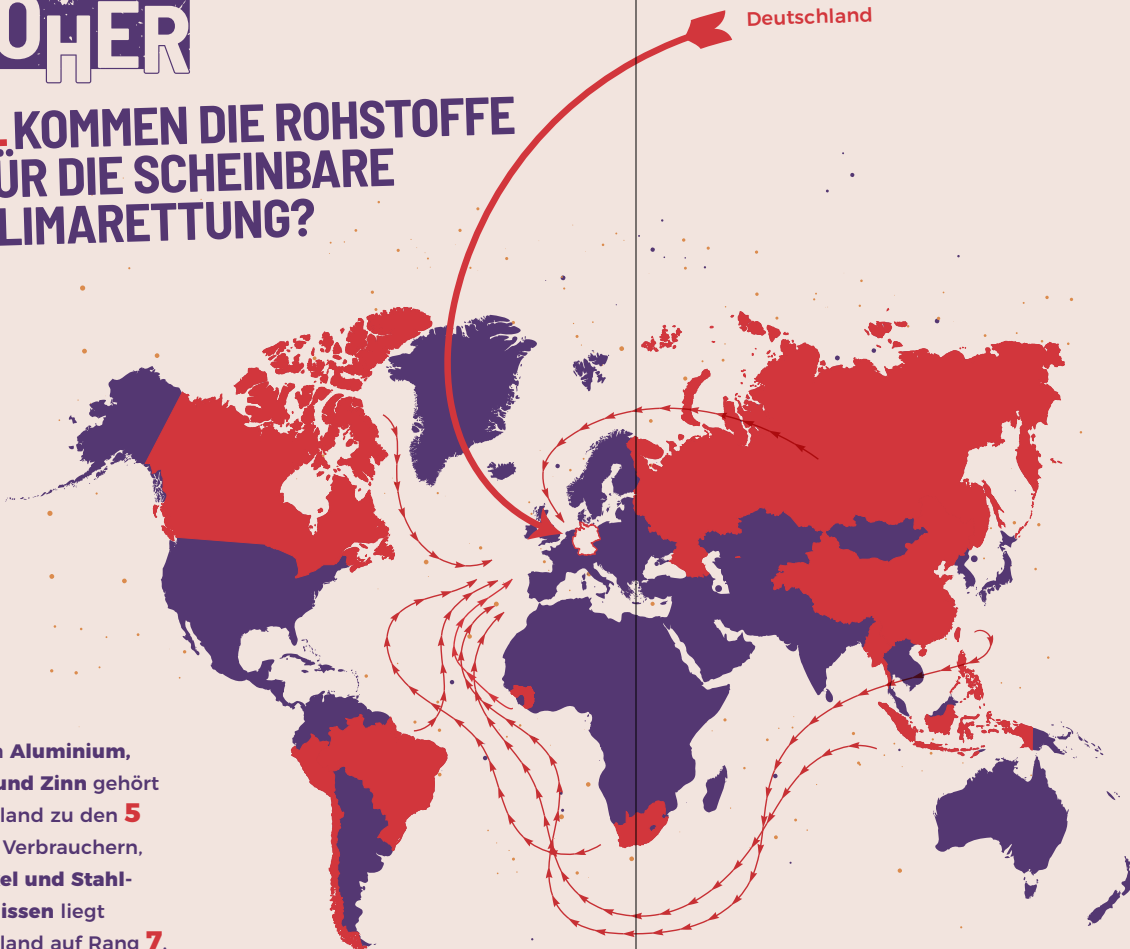 OHER
Deutschland
...KOMMEN DIE ROHSTOFFE
ÜR DIE SCHEINBARE
LIMARETTUNG?
Aluminium,
und Zinn gehört
land zu den 5
Verbrauchern,
el und Stahl-
issen liegt
land auf Rang 7.